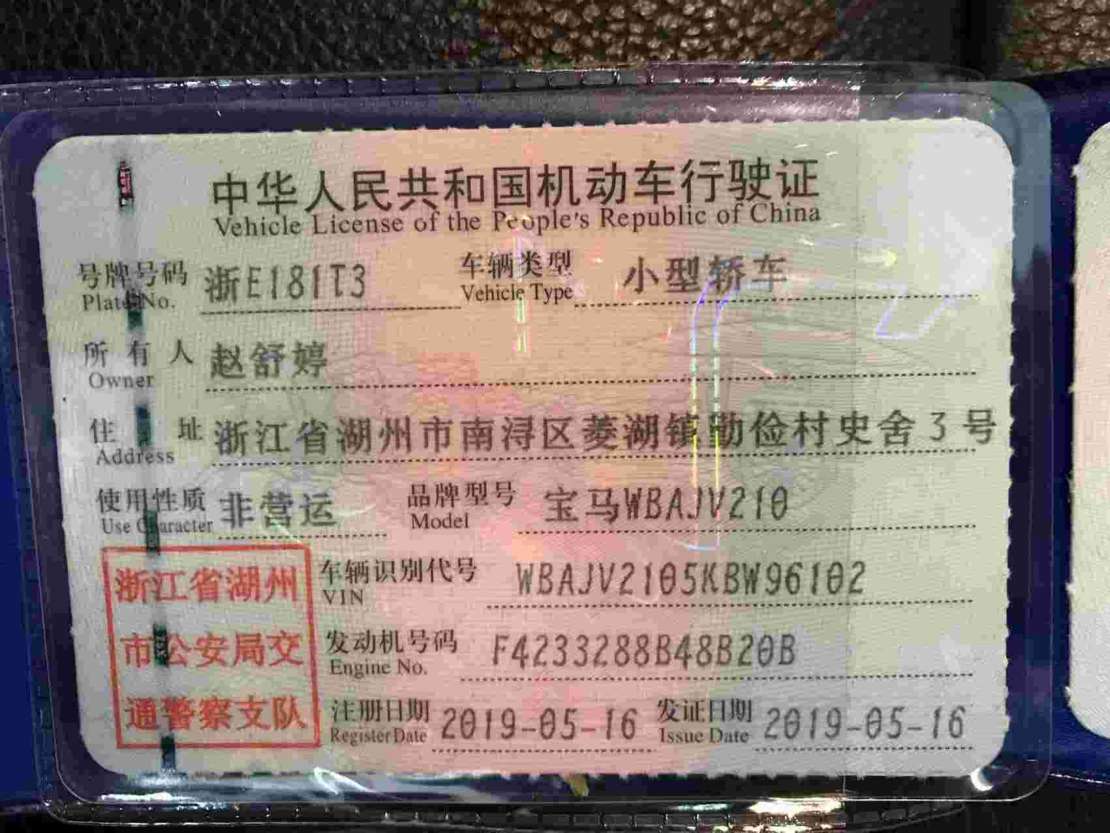 中华人民共和国机动车行驶证
Vehicle License of the People's Republic of China
号牌号码 浙E181T3 车辆类型 小型轿车
Plate No. Vehicle Type
所有人 赵舒婷
Owner
住址 浙江省湖州市南浔区菱湖镇勤俭村史舍3号
Address
使用性质 非营运 品牌型号 宝马WBAJV210
Use Character Model
浙江省湖州 车辆识别代号 WBAJV2105KBW96102
VIN
市公安局交 发动机号码 F4233288B48B20B
Engine No.
通警察支队 注册日期 2019-05-16 发证日期 2019-05-16
Register Date Issue Date